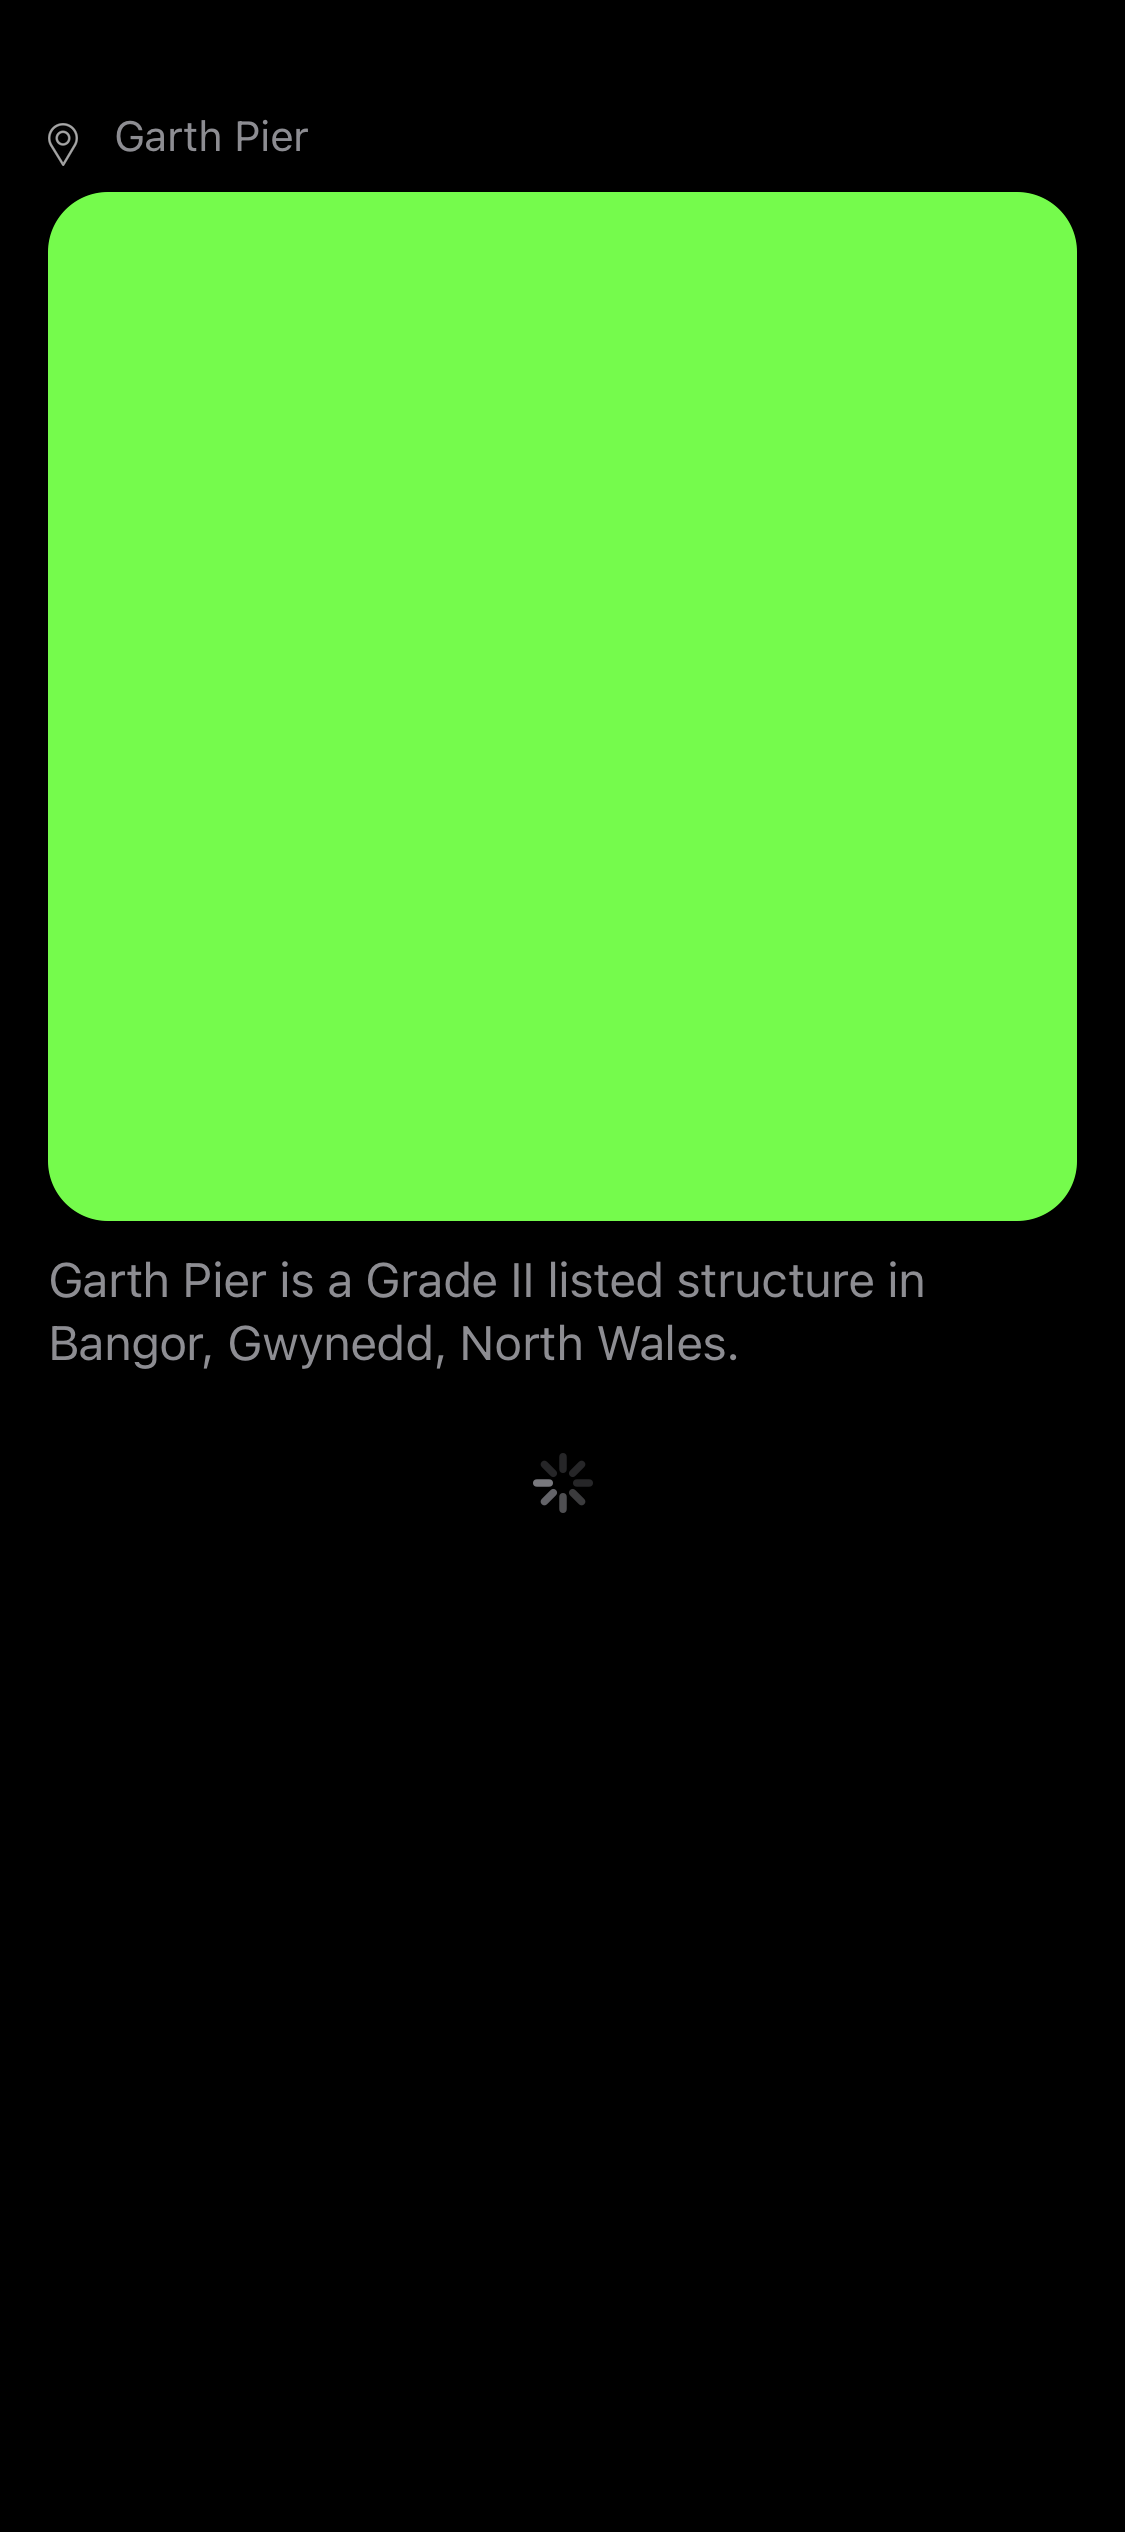 Garth Pier
Garth Pier is a Grade II listed structure in
Bangor, Gwynedd, North Wales.